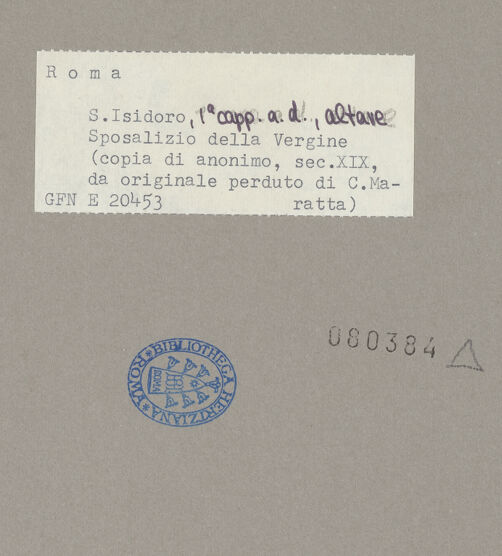 Roma
S.Isidoro, 1ª capp. a.d., altare
Sposalizio della Vergine
(copia di anonimo, sec.XIX,
da originale perduto di C.Ma-
GFN E 20453 ratta)
080384
BIBLIOTHECA HERTZIANA * ROMA *